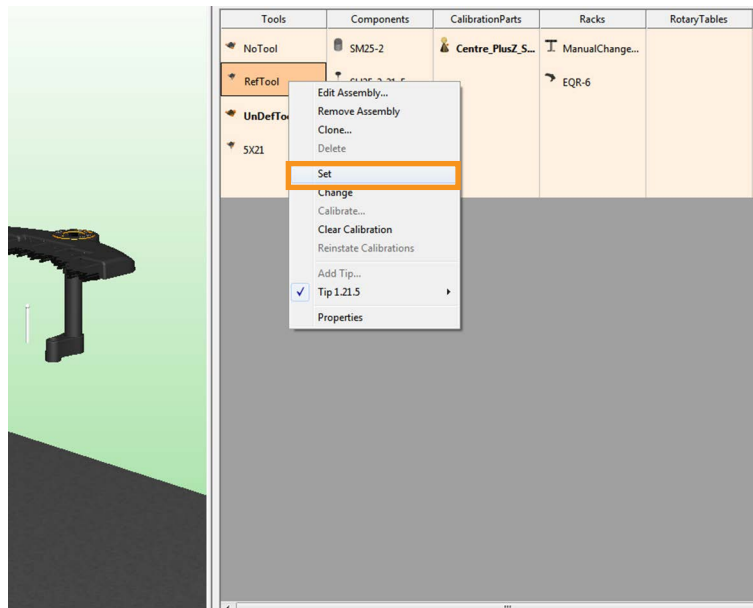 Tools Components CalibrationParts Racks RotaryTables
NoTool SM25-2 Centre_PlusZ_S... ManualChange...
RefTool EQR-6
UnDefToo
5X21
Edit Assembly...
Remove Assembly
Clone...
Delete
Set
Change
Calibrate...
Clear Calibration
Reinstate Calibrations
Add Tip...
Tip 1.21.5
Properties